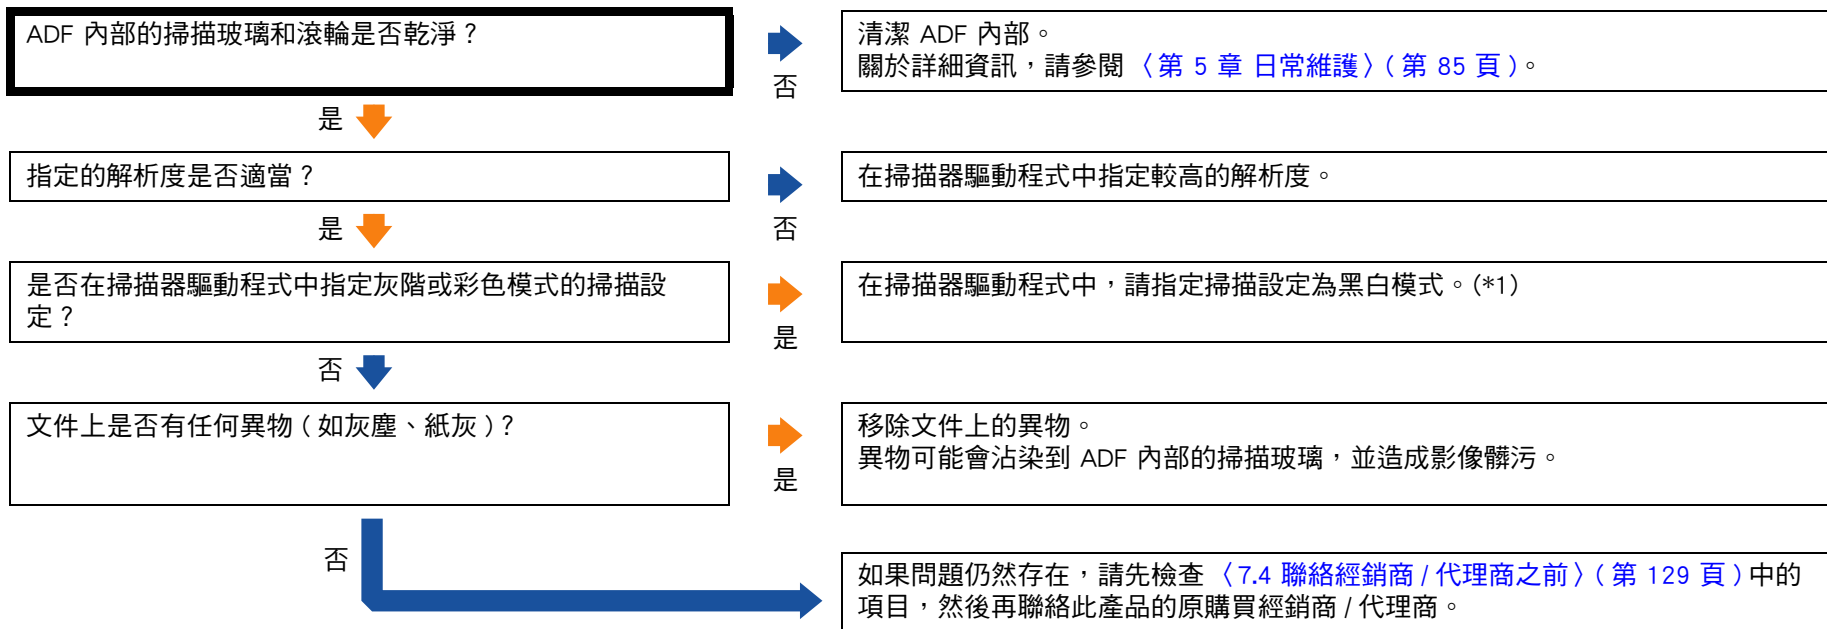 ADF 內部的掃描玻璃和滾輪是否乾淨？
否
清潔 ADF 內部。
關於詳細資訊，請參閱 〈第 5 章 日常維護〉( 第 85 頁 )。
是
指定的解析度是否適當？
否
在掃描器驅動程式中指定較高的解析度。
是
是否在掃描器驅動程式中指定灰階或彩色模式的掃描設
定？
是
在掃描器驅動程式中，請指定掃描設定為黑白模式。(*1)
否
文件上是否有任何異物 ( 如灰塵、紙灰 )？
是
移除文件上的異物。
異物可能會沾染到 ADF 內部的掃描玻璃，並造成影像髒污。
否
如果問題仍然存在，請先檢查 〈7.4 聯絡經銷商 / 代理商之前〉( 第 129 頁 ) 中的
項目，然後再聯絡此產品的原購買經銷商 / 代理商。